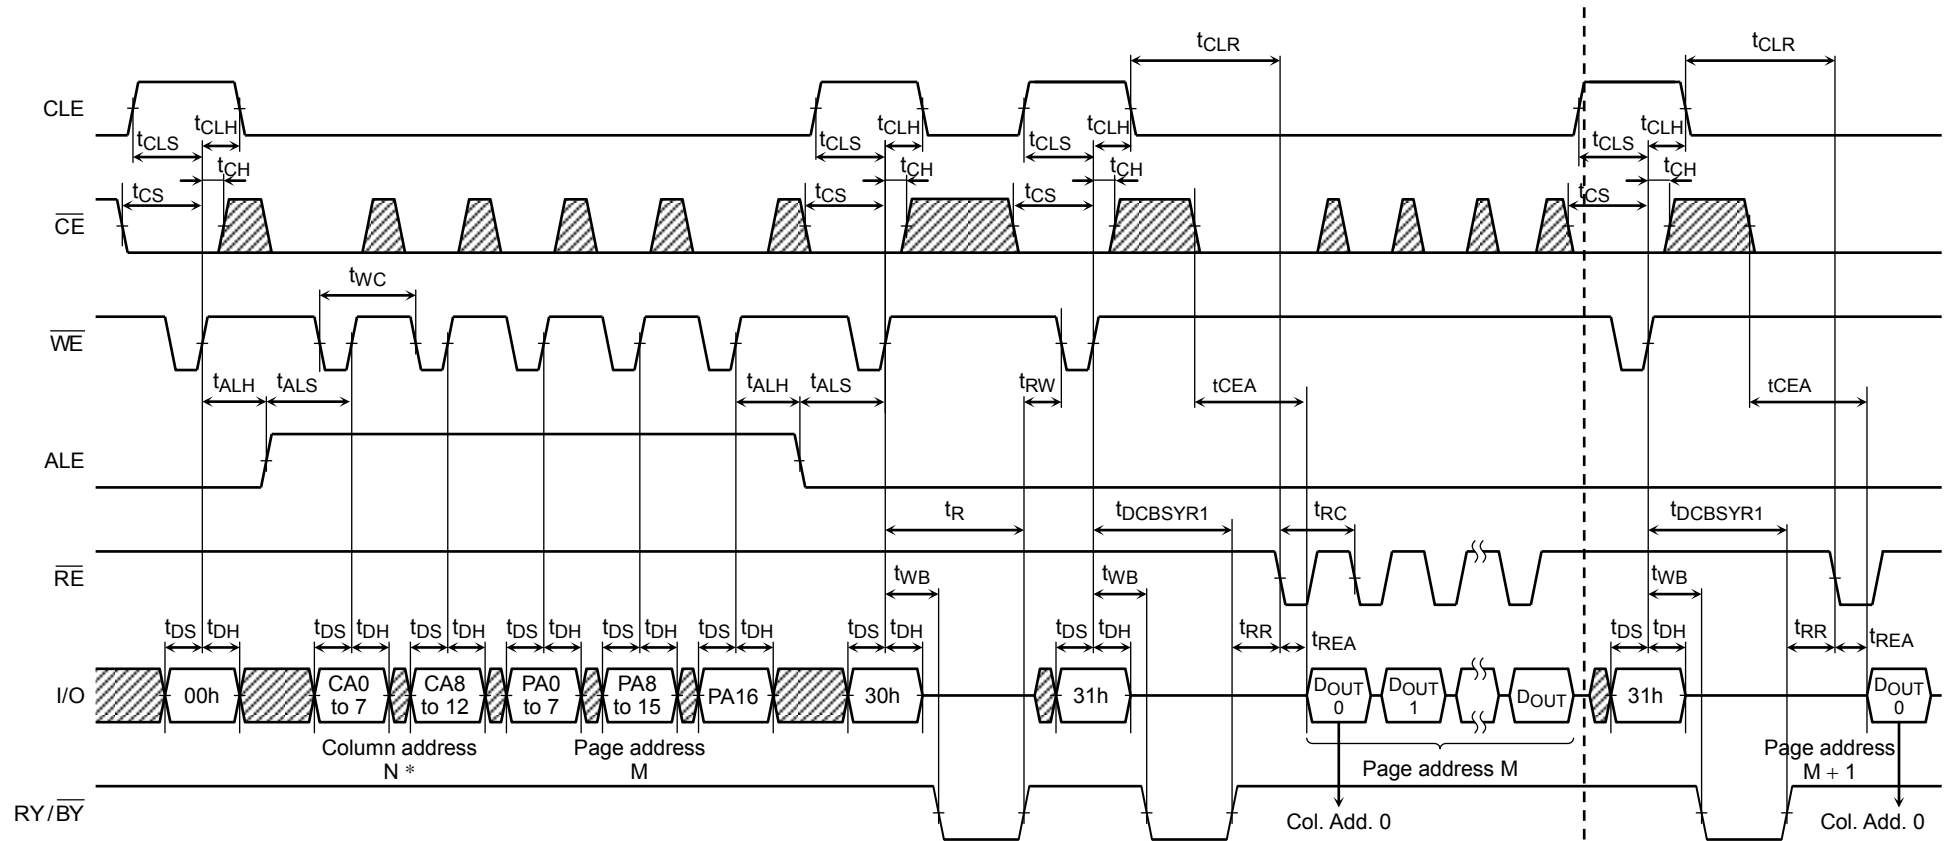 tCLR tCLR
CLE
tCLS tCLH tCLS tCLH tCLS tCLH tCLS tCLH
tCS tCH tCS tCH tCS tCH tCS tCH
CE
tWC
WE
tALH tALS tALH tALS tRW tCEA tCEA
ALE
tR tDCBSYR1 tRC tDCBSYR1
RE
tWB tWB tWB
tDS tDH tDS tDH tDS tDH tDS tDH tDS tDH tDS tDH tDS tDH tDS tDH tRR tREA tDS tDH tRR tREA
I/O
00h
CA0 to 7
CA8 to 12
PA0 to 7
PA8 to 15
PA16
30h
31h
DOUT 0
DOUT 1
DOUT
31h
DOUT 0
Column address N *
Page address M
Page address M
Page address M + 1
RY/BY
Col. Add. 0
Col. Add. 0